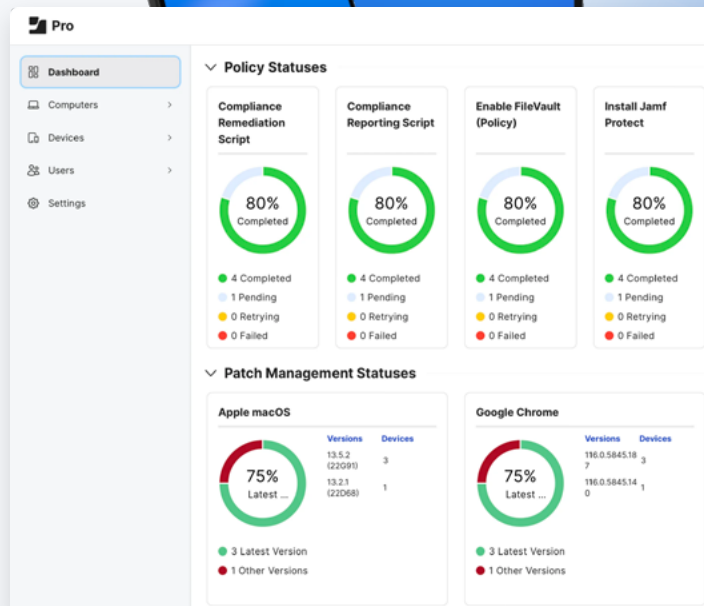 Pro
Dashboard
Computers
Devices
Users
Settings
Policy Statuses
Compliance
Remediation
Script
80%
Completed
4 Completed
1 Pending
0 Retrying
0 Failed
Compliance
Reporting Script
80%
Completed
4 Completed
1 Pending
0 Retrying
0 Failed
Enable FileVault
(Policy)
80%
Completed
4 Completed
1 Pending
0 Retrying
0 Failed
Install Jamf
Protect
80%
Completed
4 Completed
1 Pending
0 Retrying
0 Failed
Patch Management Statuses
Apple macOS
75%
Latest ...
Versions Devices
13.5.2
(22G91) 3
13.2.1
(22D68) 1
3 Latest Version
1 Other Versions
Google Chrome
75%
Latest ...
Versions Devices
116.0.5845.18
7 3
116.0.5845.14
0 1
3 Latest Version
1 Other Versions